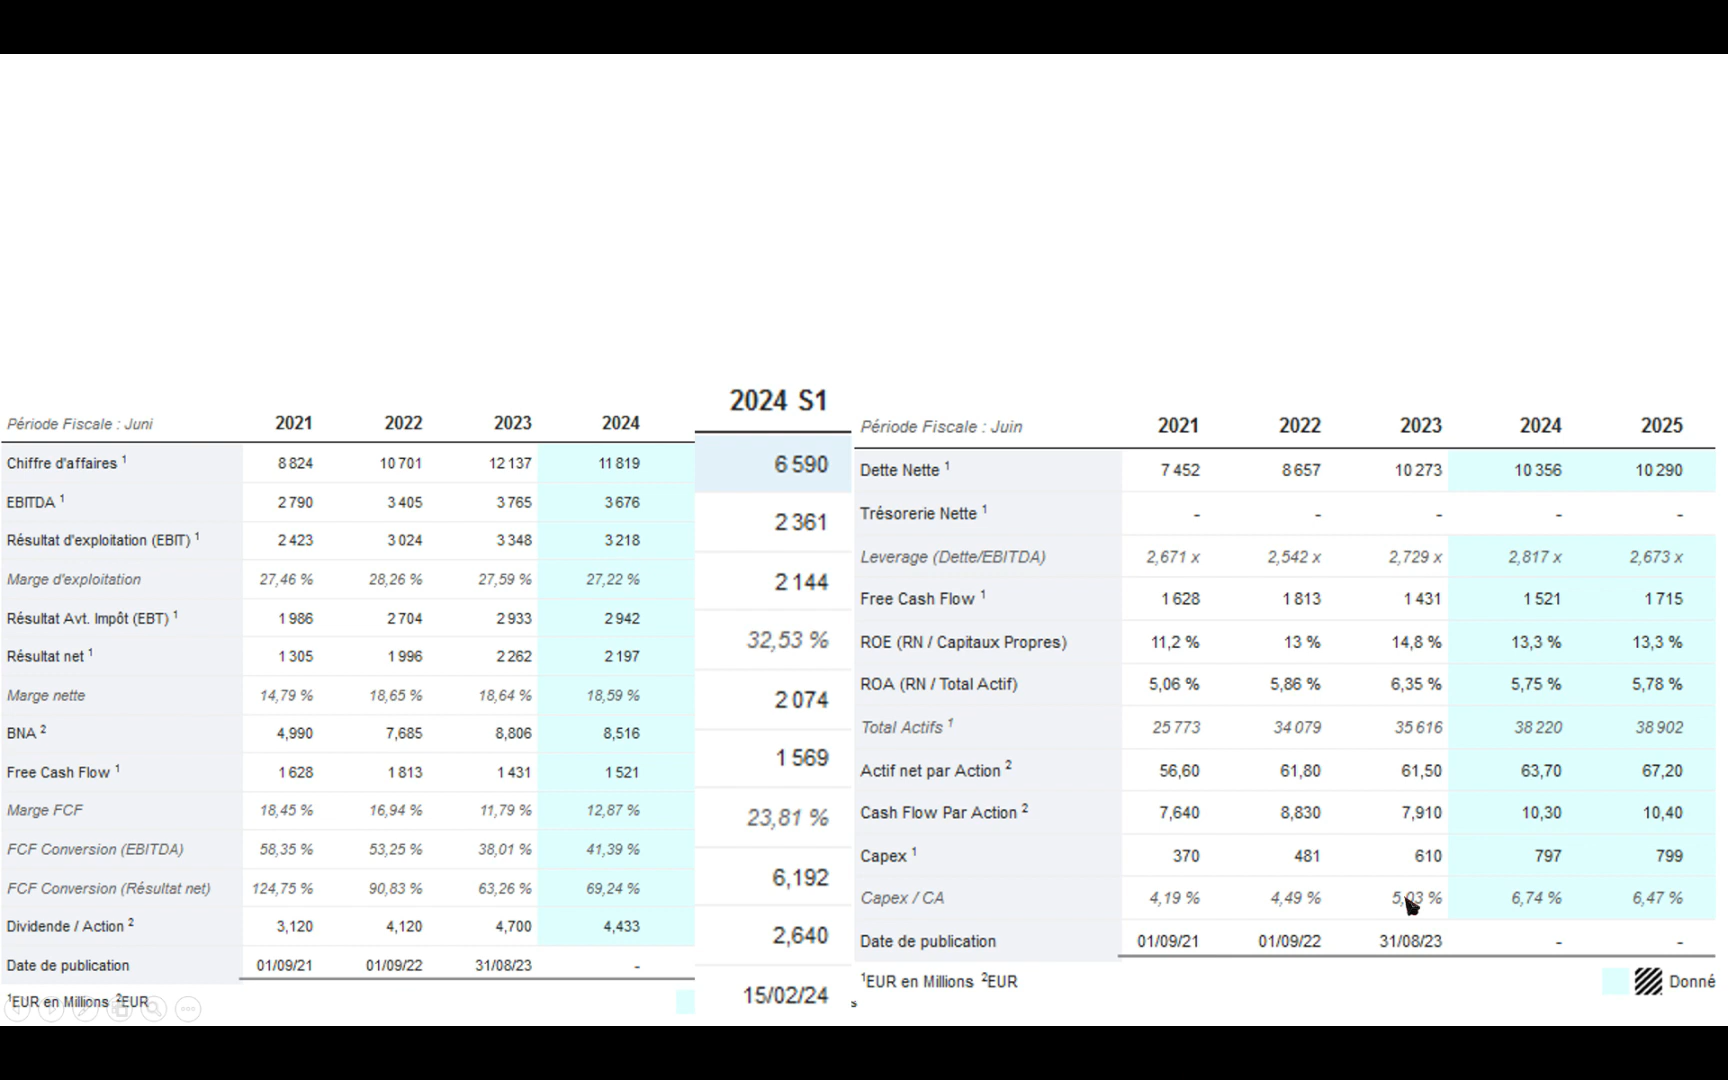 Période Fiscale : Juni 2021 2022 2023 2024
Chiffre d'affaires ¹ 8 824 10 701 12 137 11 819
EBITDA ¹ 2 790 3 405 3 765 3 676
Résultat d'exploitation (EBIT) ¹ 2 423 3 024 3 348 3 218
Marge d'exploitation 27,46 % 28,26 % 27,59 % 27,22 %
Résultat Avt. Impôt (EBT) ¹ 1 986 2 704 2 933 2 942
Résultat net ¹ 1 305 1 996 2 262 2 197
Marge nette 14,79 % 18,65 % 18,64 % 18,59 %
BNA ² 4,990 7,685 8,806 8,516
Free Cash Flow ¹ 1 628 1 813 1 431 1 521
Marge FCF 18,45 % 16,94 % 11,79 % 12,87 %
FCF Conversion (EBITDA) 58,35 % 53,25 % 38,01 % 41,39 %
FCF Conversion (Résultat net) 124,75 % 90,83 % 63,26 % 69,24 %
Dividende / Action ² 3,120 4,120 4,700 4,433
Date de publication 01/09/21 01/09/22 31/08/23 -
¹EUR en Millions ²EUR
2024 S1
6 590
2 361
2 144
32,53 %
2 074
1 569
23,81 %
6,192
2,640
15/02/24
s
Période Fiscale : Juin 2021 2022 2023 2024 2025
Dette Nette ¹ 7 452 8 657 10 273 10 356 10 290
Trésorerie Nette ¹ - - - - -
Leverage (Dette/EBITDA) 2,671 x 2,542 x 2,729 x 2,817 x 2,673 x
Free Cash Flow ¹ 1 628 1 813 1 431 1 521 1 715
ROE (RN / Capitaux Propres) 11,2 % 13 % 14,8 % 13,3 % 13,3 %
ROA (RN / Total Actif) 5,06 % 5,86 % 6,35 % 5,75 % 5,78 %
Total Actifs ¹ 25 773 34 079 35 616 38 220 38 902
Actif net par Action ² 56,60 61,80 61,50 63,70 67,20
Cash Flow Par Action ² 7,640 8,830 7,910 10,30 10,40
Capex ¹ 370 481 610 797 799
Capex / CA 4,19 % 4,49 % 5,03 % 6,74 % 6,47 %
Date de publication 01/09/21 01/09/22 31/08/23 - -
¹EUR en Millions ²EUR
Donné